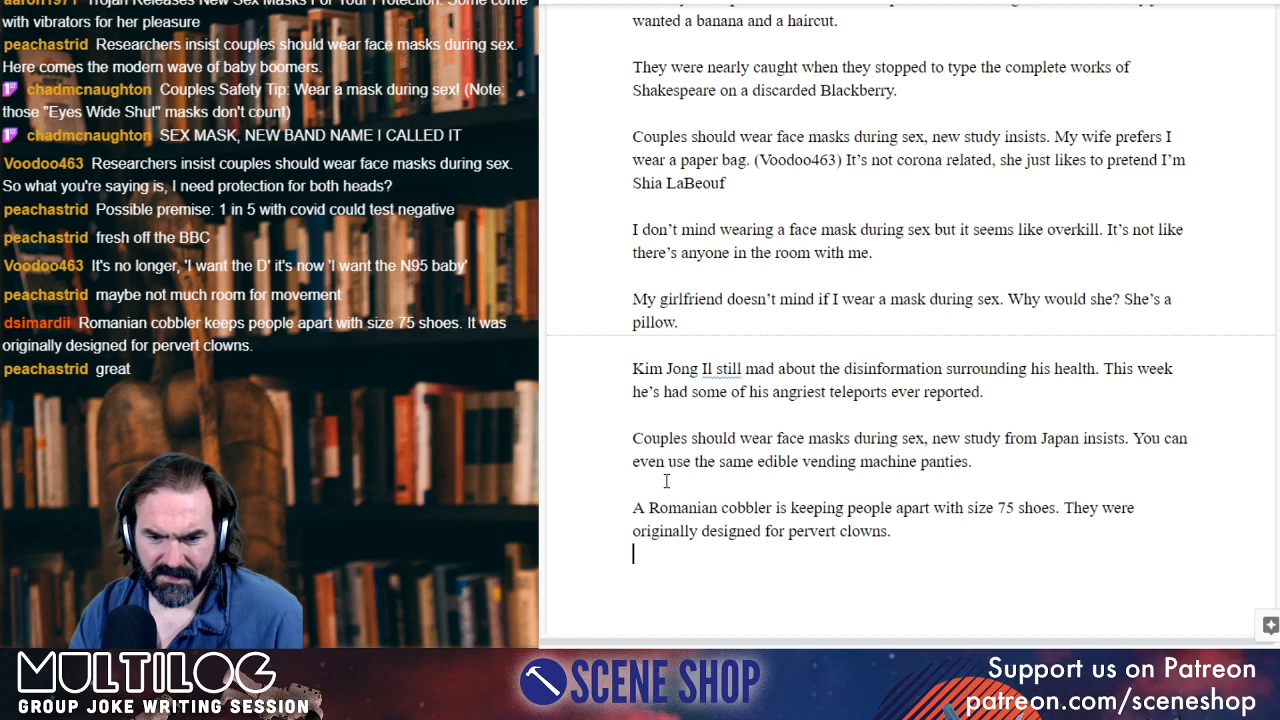 aaron1971 Trojan Releases New Sex Masks For Your Protection. Some come
with vibrators for her pleasure
peachastrid Researchers insist couples should wear face masks during sex.
Here comes the modern wave of baby boomers.
chadmcnaughton Couples Safety Tip: Wear a mask during sex! (Note:
those "Eyes Wide Shut" masks don't count)
chadmcnaughton SEX MASK, NEW BAND NAME I CALLED IT
Voodoo463 Researchers insist couples should wear face masks during sex.
So what you're saying is, I need protection for both heads?
peachastrid Possible premise: 1 in 5 with covid could test negative
peachastrid fresh off the BBC
Voodoo463 It's no longer, 'I want the D' it's now 'I want the N95 baby'
peachastrid maybe not much room for movement
dsimardii Romanian cobbler keeps people apart with size 75 shoes. It was
originally designed for pervert clowns.
peachastrid great
wanted a banana and a haircut.
They were nearly caught when they stopped to type the complete works of
Shakespeare on a discarded Blackberry.
Couples should wear face masks during sex, new study insists. My wife prefers I
wear a paper bag. (Voodoo463) It’s not corona related, she just likes to pretend I’m
Shia LaBeouf
I don’t mind wearing a face mask during sex but it seems like overkill. It’s not like
there’s anyone in the room with me.
My girlfriend doesn’t mind if I wear a mask during sex. Why would she? She’s a
pillow.
Kim Jong Il still mad about the disinformation surrounding his health. This week
he’s had some of his angriest teleports ever reported.
Couples should wear face masks during sex, new study from Japan insists. You can
even use the same edible vending machine panties.
A Romanian cobbler is keeping people apart with size 75 shoes. They were
originally designed for pervert clowns.
MULTILOG
GROUP JOKE WRITING SESSION
SCENE SHOP
Support us on Patreon
patreon.com/sceneshop